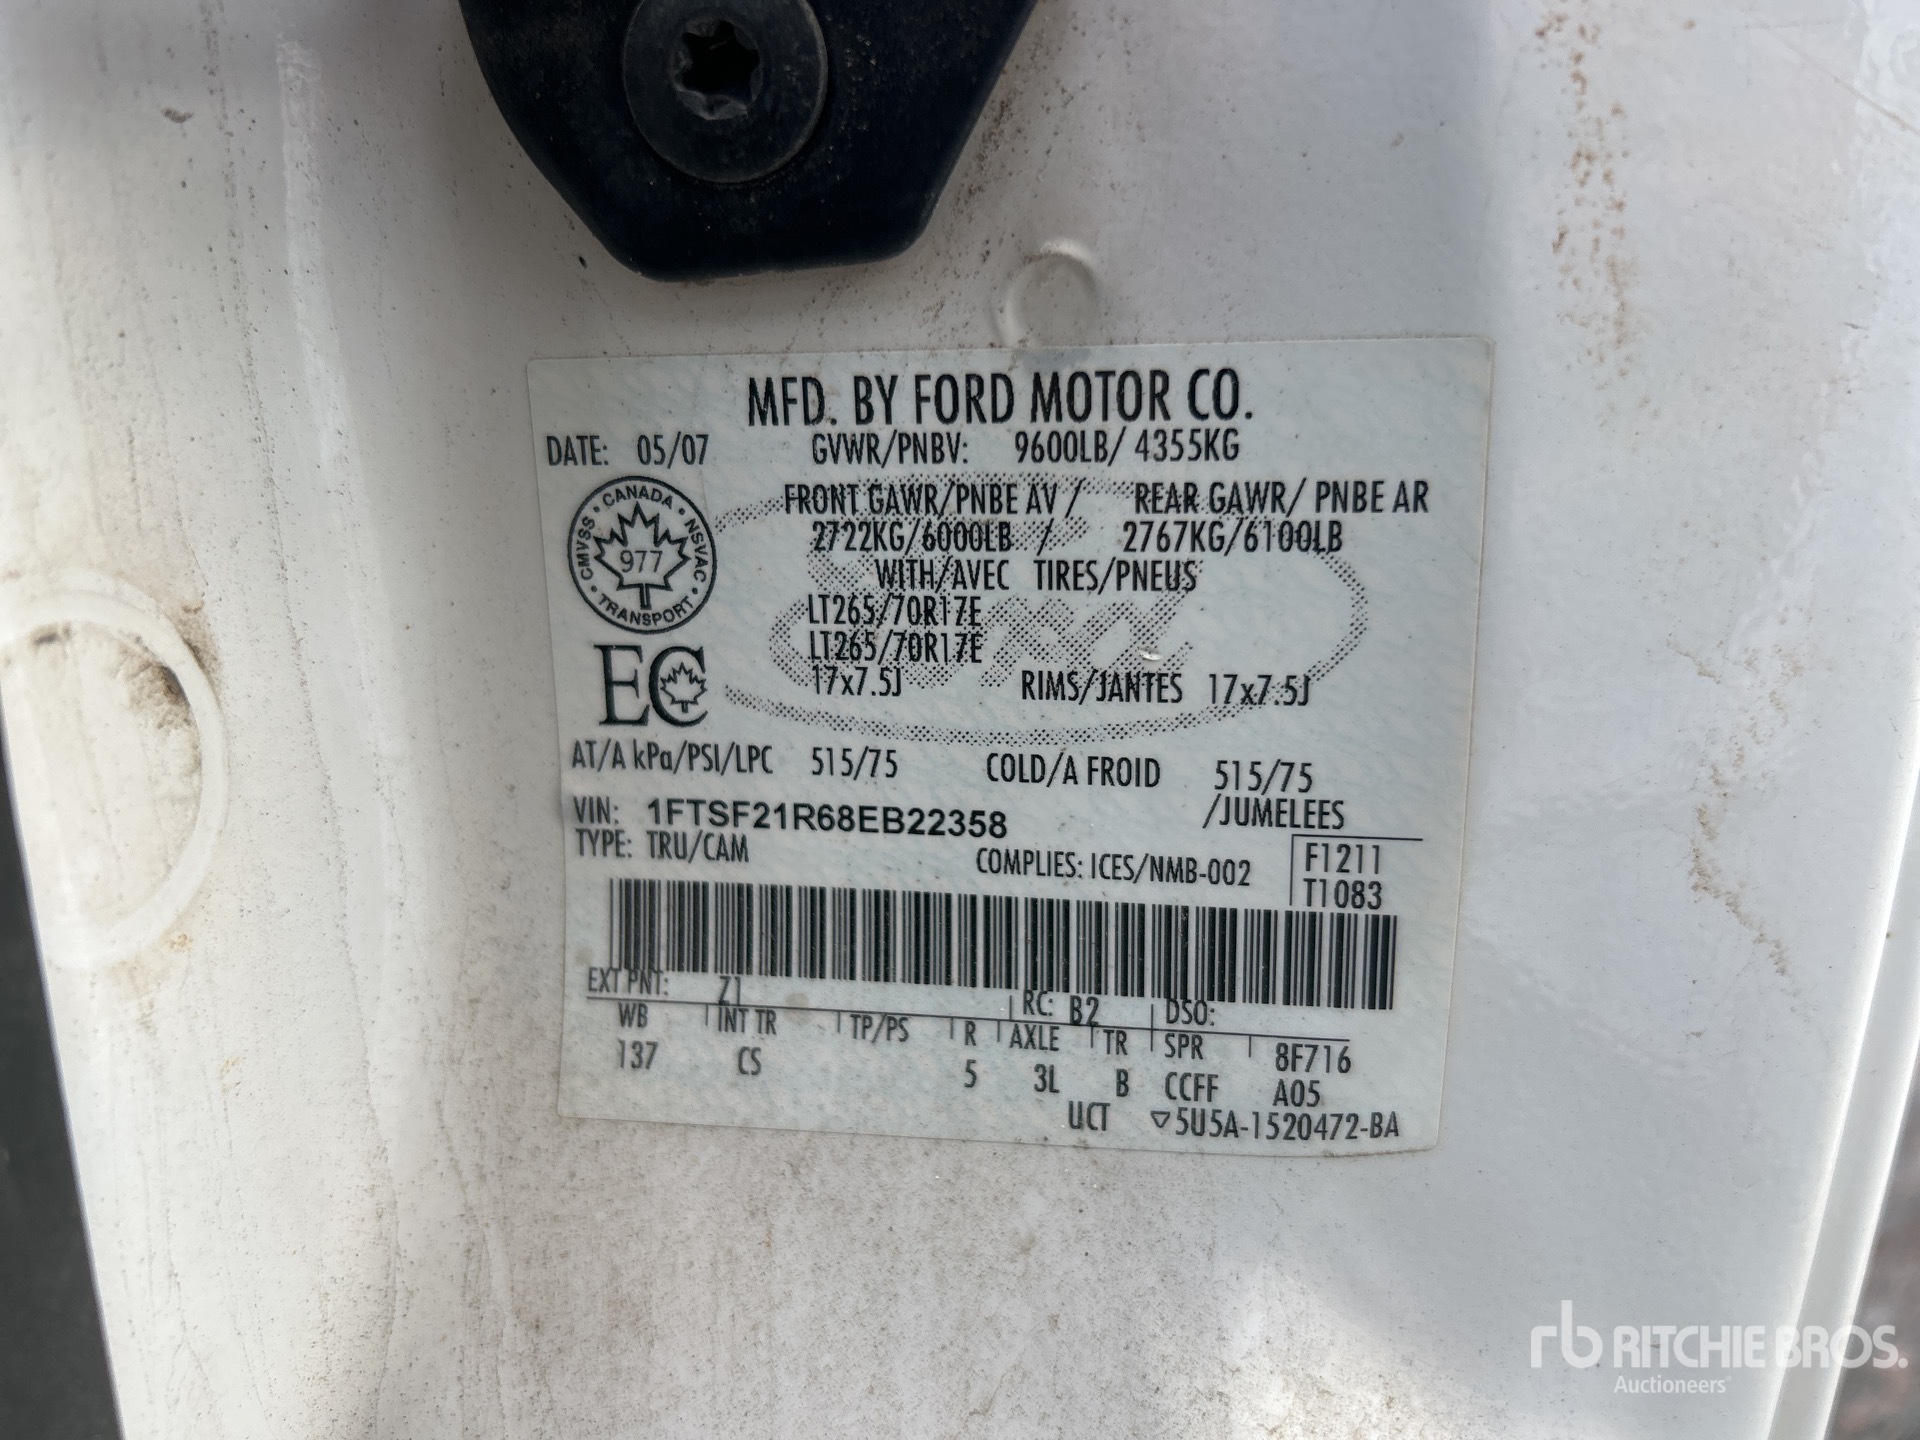 MFD. BY FORD MOTOR CO.
DATE: 05/07 GVWR/PNBV: 9600LB/ 4355KG
FRONT GAWR/PNBE AV / REAR GAWR/ PNBE AR
2722KG/6000LB / 2767KG/6100LB
WITH/AVEC TIRES/PNEUS
LT265/70R17E
LT265/70R17E
17x7.5J RIMS/JANTES 17x7.5J
CANADA
CMVSS • NSVAC
977
TRANSPORT
EC
AT/A kPa/PSI/LPC 515/75 COLD/A FROID 515/75
VIN: 1FTSF21R68EB22358 /JUMELEES
TYPE: TRU/CAM COMPLIES: ICES/NMB-002 F1211
T1083
EXT PNT: Z1 RC: B2 DSO:
WB INT TR TP/PS R AXLE TR SPR 8F716
137 CS 5 3L B CCFF A05
UCT ▽5U5A-1520472-BA
Ford
rb RITCHIE BROS.
Auctioneers